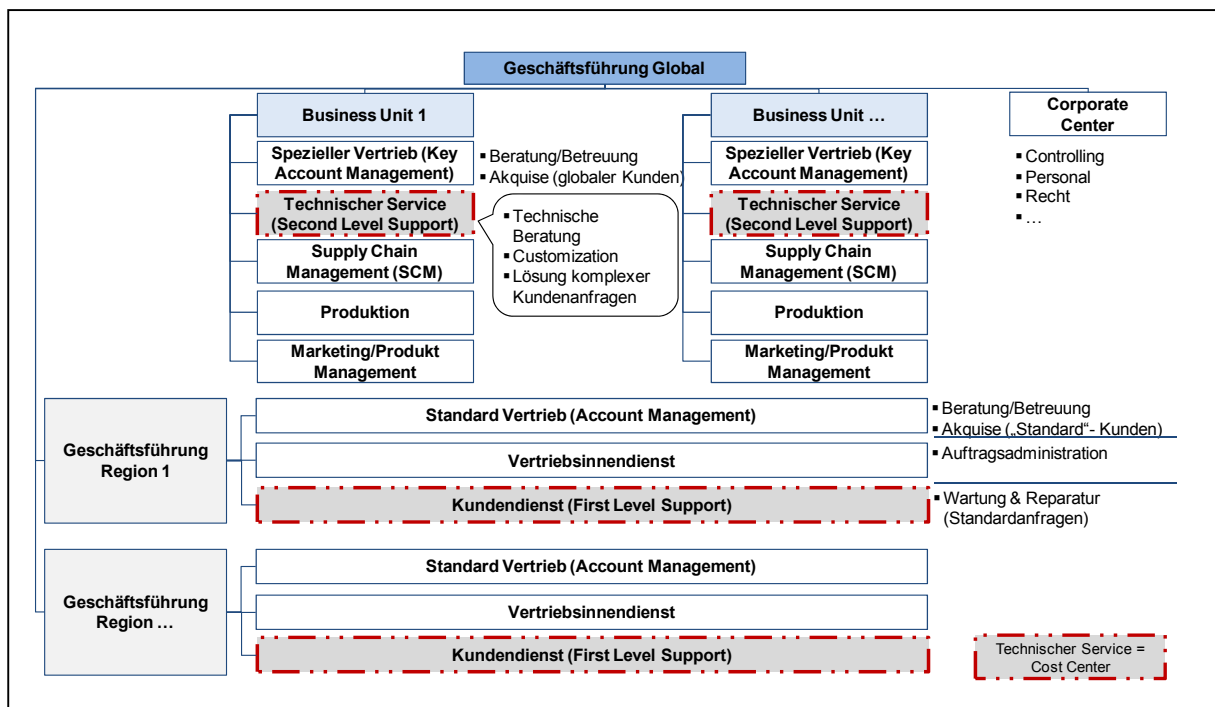 Geschäftsführung Global
Business Unit 1
Spezieller Vertrieb (Key
Account Management)
▪ Beratung/Betreuung
▪ Akquise (globaler Kunden)
Technischer Service
(Second Level Support)
▪ Technische
Beratung
▪ Customization
▪ Lösung komplexer
Kundenanfragen
Supply Chain
Management (SCM)
Produktion
Marketing/Produkt
Management
Business Unit …
Spezieller Vertrieb (Key
Account Management)
Technischer Service
(Second Level Support)
Supply Chain
Management (SCM)
Produktion
Marketing/Produkt
Management
Corporate
Center
▪ Controlling
▪ Personal
▪ Recht
▪ …
Geschäftsführung
Region 1
Standard Vertrieb (Account Management)
▪ Beratung/Betreuung
▪ Akquise („Standard“- Kunden)
Vertriebsinnendienst
▪ Auftragsadministration
Kundendienst (First Level Support)
▪ Wartung & Reparatur
(Standardanfragen)
Geschäftsführung
Region …
Standard Vertrieb (Account Management)
Vertriebsinnendienst
Kundendienst (First Level Support)
Technischer Service =
Cost Center